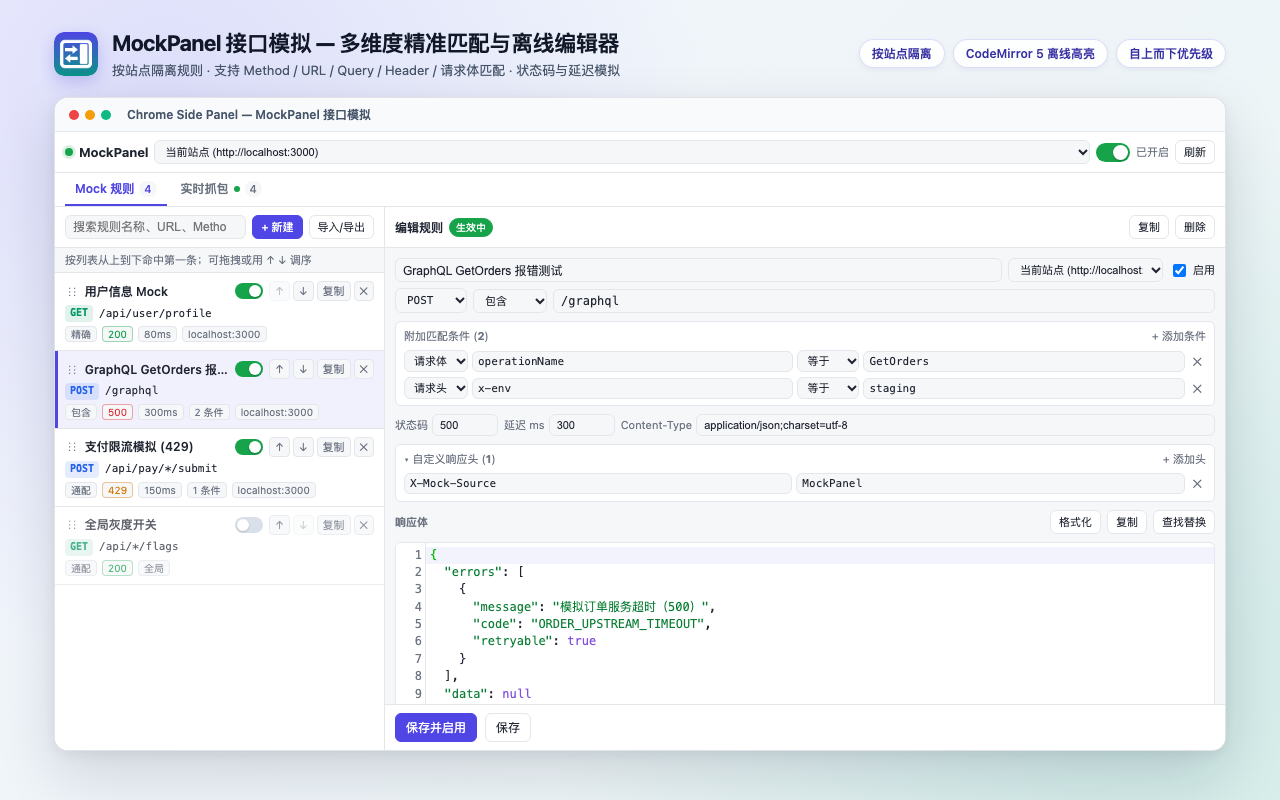 MockPanel 接口模拟 — 多维度精准匹配与离线编辑器
按站点隔离规则 · 支持 Method / URL / Query / Header / 请求体匹配 · 状态码与延迟模拟
按站点隔离
CodeMirror 5 离线高亮
自上而下优先级
Chrome Side Panel — MockPanel 接口模拟
MockPanel
当前站点 (http://localhost:3000)
已开启
刷新
Mock 规则 4
实时抓包 4
搜索规则名称、URL、Metho
+ 新建
导入/导出
按列表从上到下命中第一条；可拖拽或用 ↑ ↓ 调序
用户信息 Mock
↑ ↓ 复制 ×
GET /api/user/profile
精确 200 80ms localhost:3000
GraphQL GetOrders 报...
↑ ↓ 复制 ×
POST /graphql
包含 500 300ms 2 条件 localhost:3000
支付限流模拟 (429)
↑ ↓ 复制 ×
POST /api/pay/*/submit
通配 429 150ms 1 条件 localhost:3000
全局灰度开关
↑ ↓ 复制 ×
GET /api/*/flags
通配 200 全局
编辑规则 生效中
复制 删除
GraphQL GetOrders 报错测试
当前站点 (http://localhost
启用
POST 包含 /graphql
附加匹配条件 (2)
+ 添加条件
请求体 operationName 等于 GetOrders ×
请求头 x-env 等于 staging ×
状态码 500 延迟 ms 300 Content-Type application/json;charset=utf-8
▾ 自定义响应头 (1)
+ 添加头
X-Mock-Source MockPanel ×
响应体
格式化 复制 查找替换
1 {
2 "errors": [
3 {
4 "message": "模拟订单服务超时（500）",
5 "code": "ORDER_UPSTREAM_TIMEOUT",
6 "retryable": true
7 }
8 ],
9 "data": null
保存并启用 保存